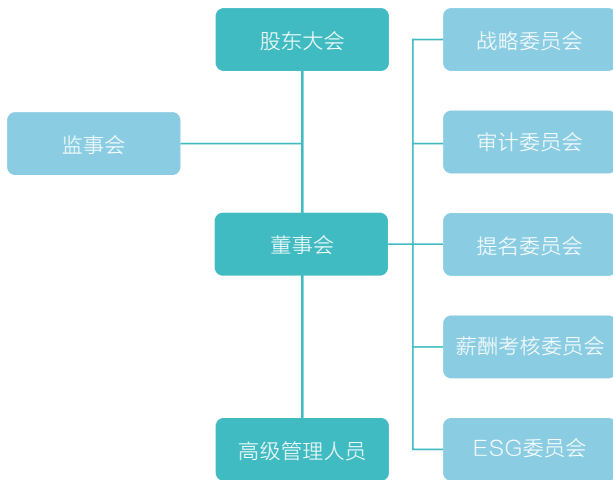 股东大会
战略委员会
监事会
审计委员会
董事会
提名委员会
薪酬考核委员会
高级管理人员
ESG委员会